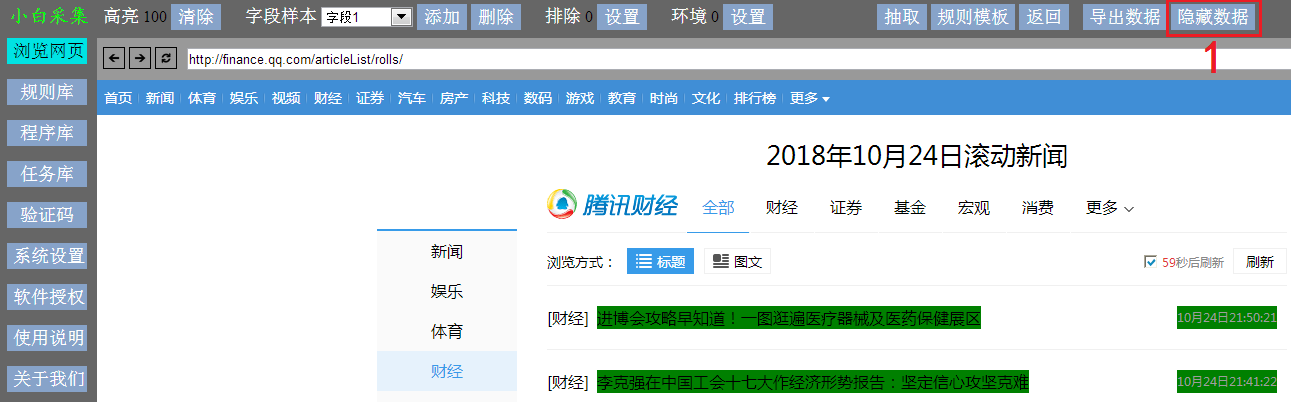 小白采集 高亮 100 清除 字段样本 字段1 添加 删除 排除 0 设置 环境 0 设置 抽取 规则模板 返回 导出数据 隐藏数据
1
浏览网页
规则库
程序库
任务库
验证码
系统设置
软件授权
使用说明
关于我们
http://finance.qq.com/articleList/rolls/
首页 新闻 体育 娱乐 视频 财经 证券 汽车 房产 科技 数码 游戏 教育 时尚 文化 排行榜 更多
2018年10月24日滚动新闻
腾讯财经 全部 财经 证券 基金 宏观 消费 更多
新闻
娱乐
体育
财经
浏览方式： 标题 图文 59秒后刷新 刷新
[财经] 进博会攻略早知道！一图逛遍医疗器械及医药保健展区 10月24日21:50:21
[财经] 李克强在中国工会十七大作经济形势报告：坚定信心攻坚克难 10月24日21:41:22